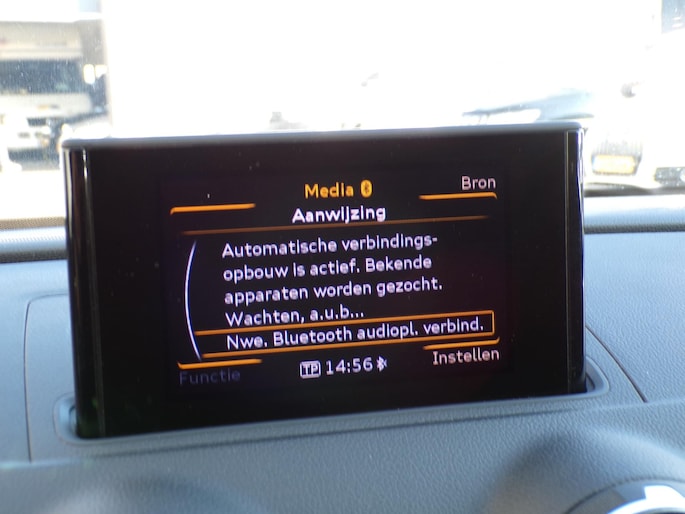 Media
Bron
Aanwijzing
Automatische verbindings-
opbouw is actief. Bekende
apparaten worden gezocht.
Wachten, a.u.b...
Nwe. Bluetooth audiopl. verbind.
Functie
TP 14:56
Instellen